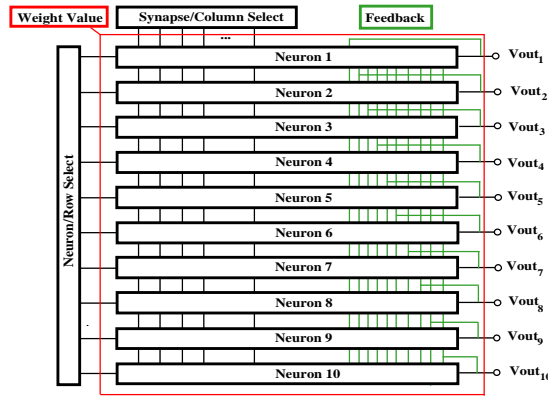 Weight Value
Synapse/Column Select
Feedback
...
Neuron/Row Select
Neuron 1
Vout1
Neuron 2
Vout2
Neuron 3
Vout3
Neuron 4
Vout4
Neuron 5
Vout5
Neuron 6
Vout6
Neuron 7
Vout7
Neuron 8
Vout8
Neuron 9
Vout9
Neuron 10
Vout10